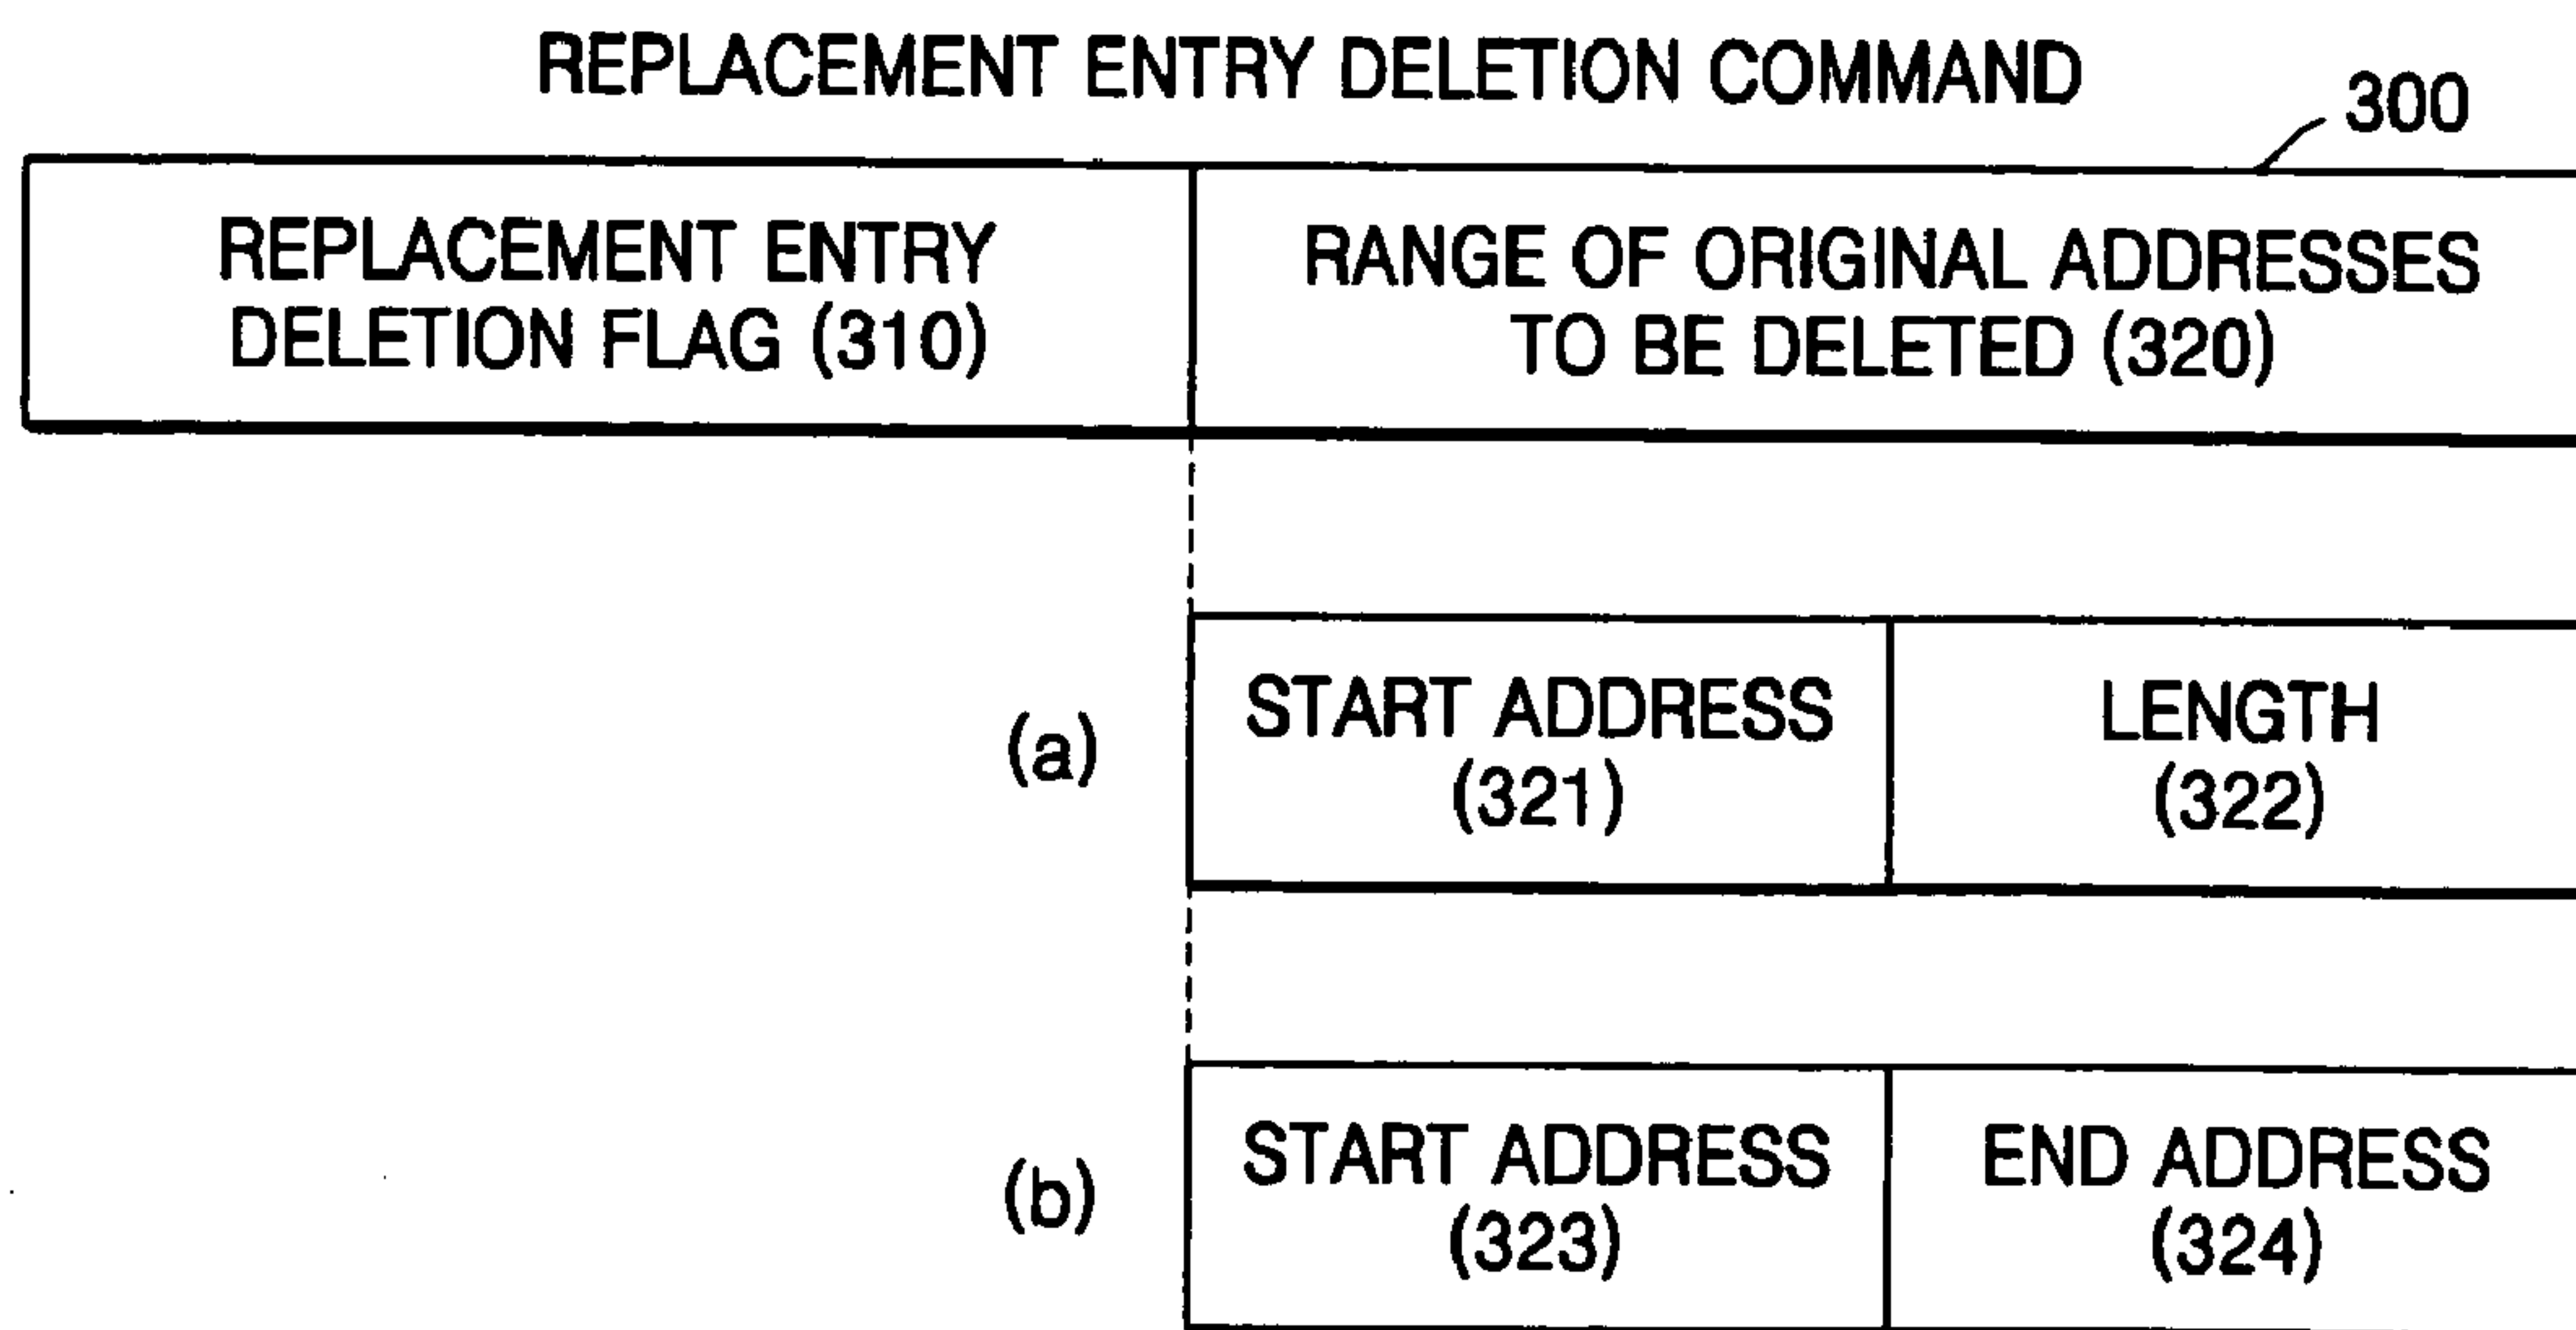 REPLACEMENT ENTRY DELETION COMMAND
300
REPLACEMENT ENTRY
DELETION FLAG (310)
RANGE OF ORIGINAL ADDRESSES
TO BE DELETED (320)
(a)
START ADDRESS
(321)
LENGTH
(322)
(b)
START ADDRESS
(323)
END ADDRESS
(324)